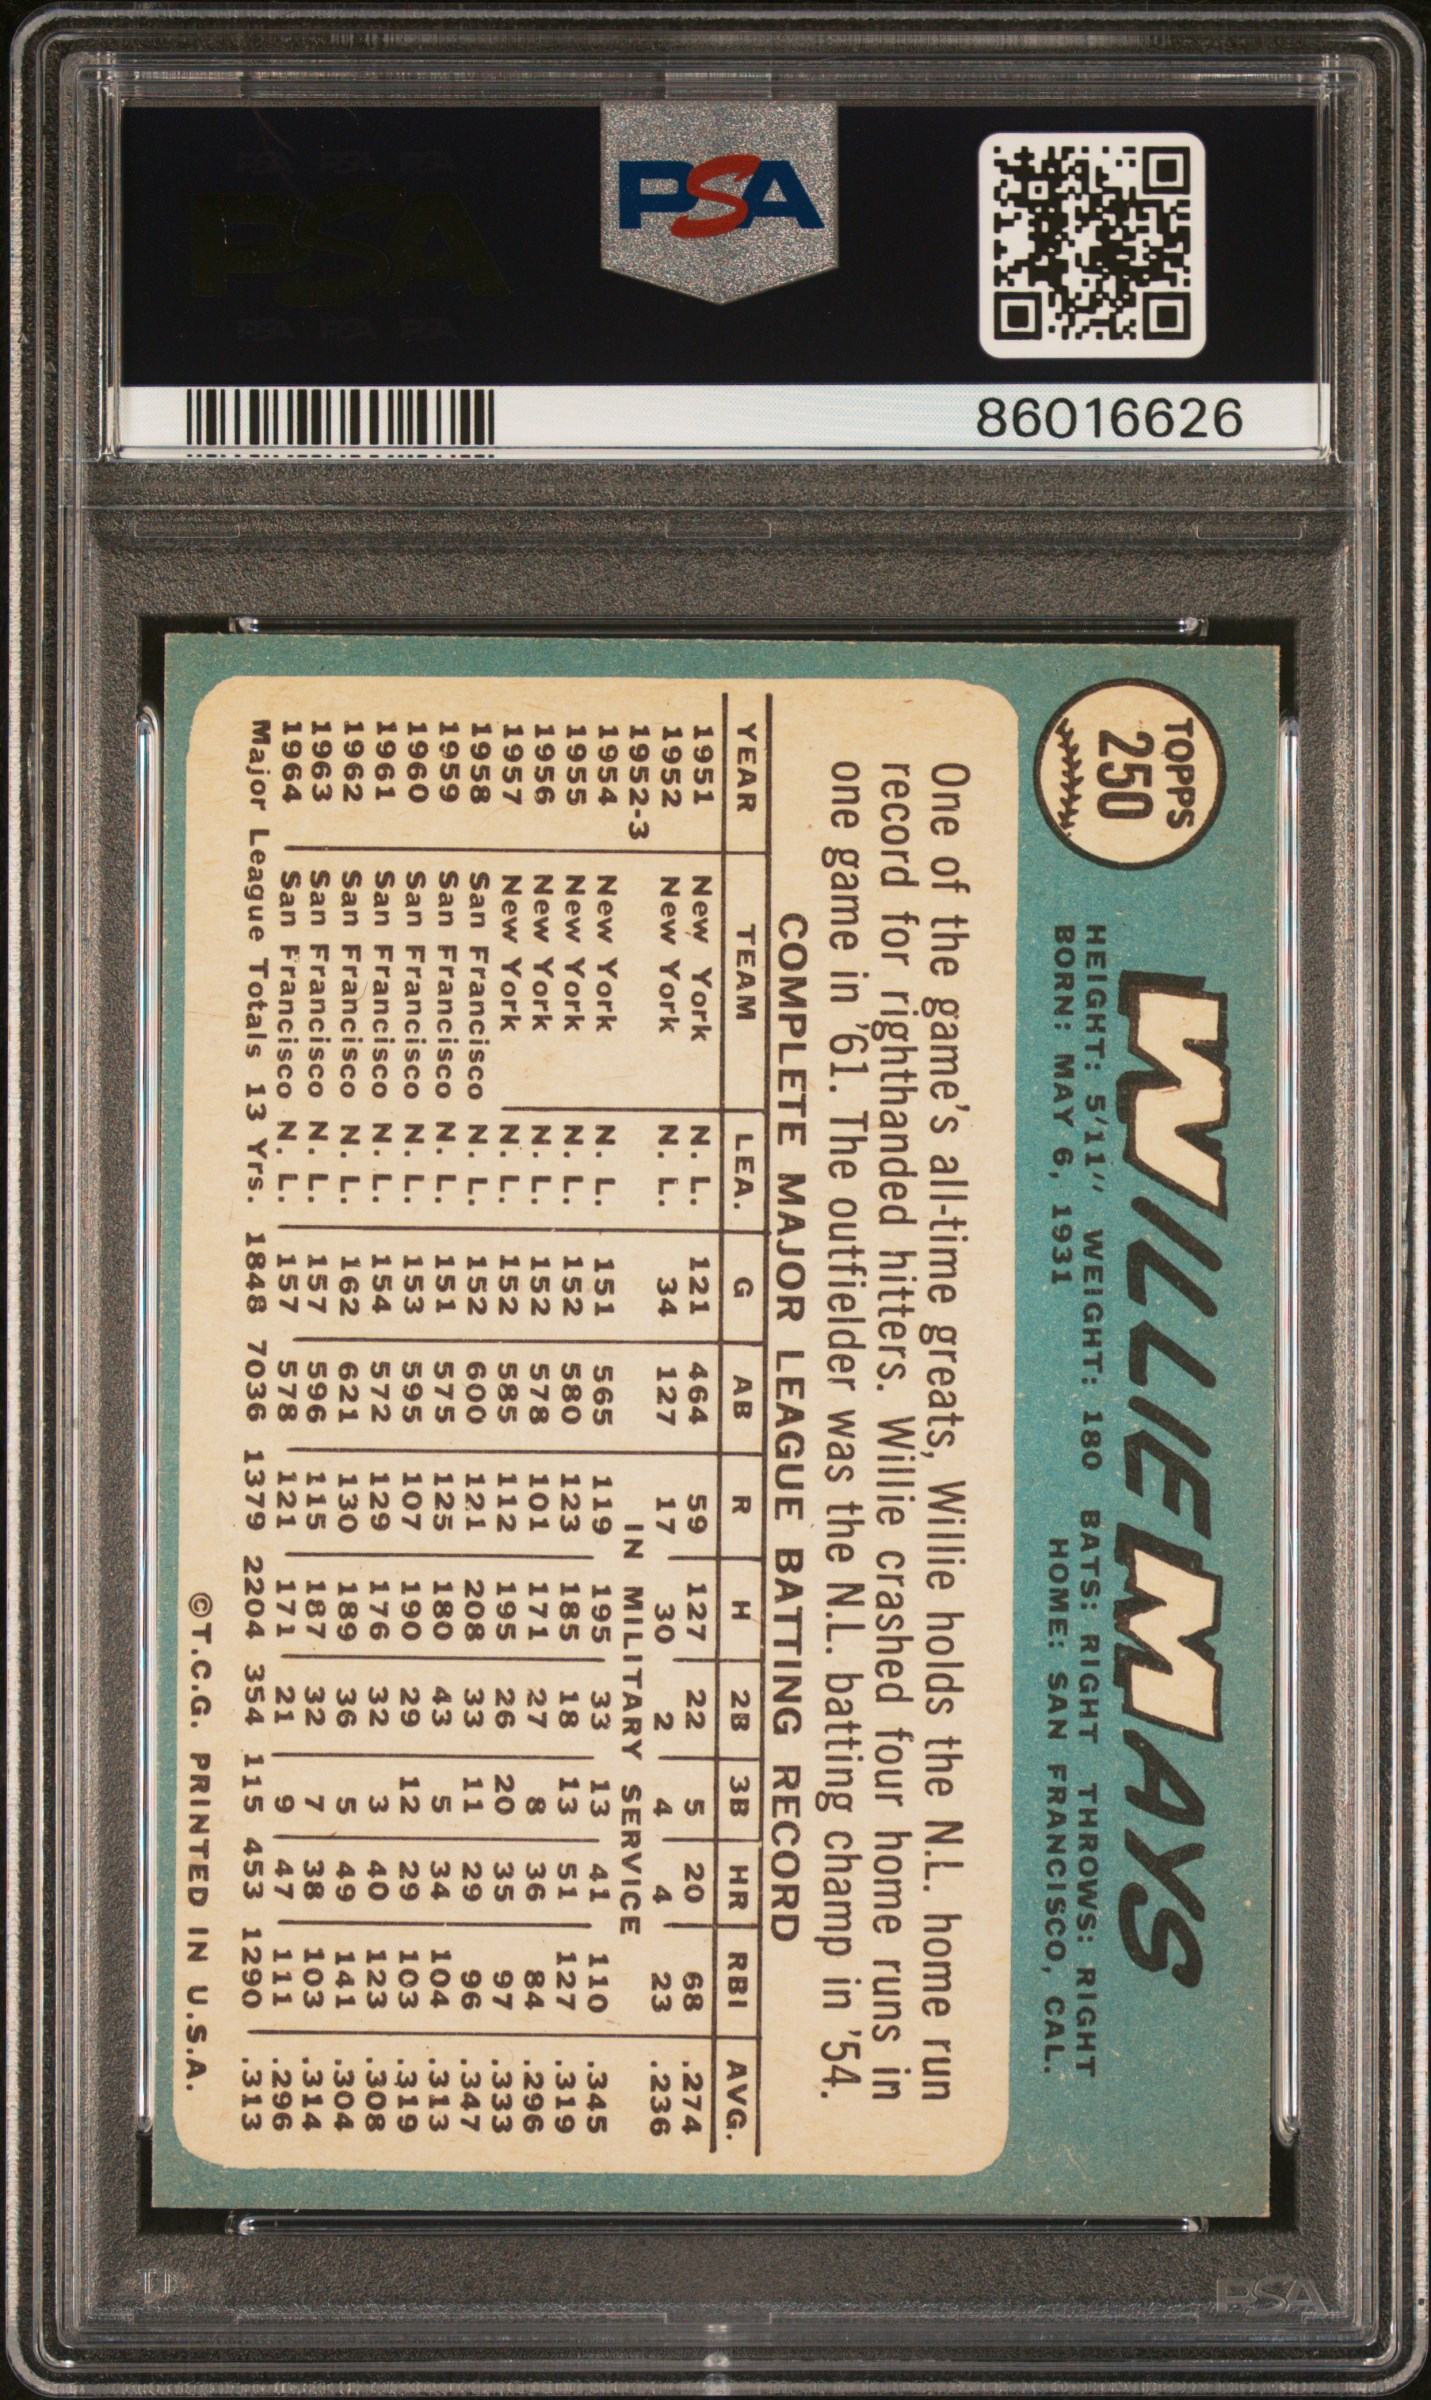 PSA PSA PSA
PSA
PSA PSA PSA
PSA
86016626
TOPPS
250
WILLIE MAYS
HEIGHT: 5'11" WEIGHT: 180 BATS: RIGHT THROWS: RIGHT
BORN: MAY 6, 1931 HOME: SAN FRANCISCO, CAL.
One of the game's all-time greats, Willie holds the N.L. home run
record for righthanded hitters. Willie crashed four home runs in
one game in '61. The outfielder was the N.L. batting champ in '54.
COMPLETE MAJOR LEAGUE BATTING RECORD
YEAR TEAM LEA. G AB R H 2B 3B HR RBI AVG.
1951 New York N. L. 121 464 59 127 22 5 20 68 .274
1952 New York N. L. 34 127 17 30 2 4 4 23 .236
1952-3 IN MILITARY SERVICE
1954 New York N. L. 151 565 119 195 33 13 41 110 .345
1955 New York N. L. 152 580 123 185 18 13 51 127 .319
1956 New York N. L. 152 578 101 171 27 8 36 84 .296
1957 New York N. L. 152 585 112 195 26 20 35 97 .333
1958 San Francisco N. L. 152 600 121 208 33 11 29 96 .347
1959 San Francisco N. L. 151 575 125 180 43 5 34 104 .313
1960 San Francisco N. L. 153 595 107 190 29 12 29 103 .319
1961 San Francisco N. L. 154 572 129 176 32 3 40 123 .308
1962 San Francisco N. L. 162 621 130 189 36 5 49 141 .304
1963 San Francisco N. L. 157 596 115 187 32 7 38 103 .314
1964 San Francisco N. L. 157 578 121 171 21 9 47 111 .296
Major League Totals 13 Yrs. 1848 7036 1379 2204 354 115 453 1290 .313
©T.C.G. PRINTED IN U.S.A.
PSA